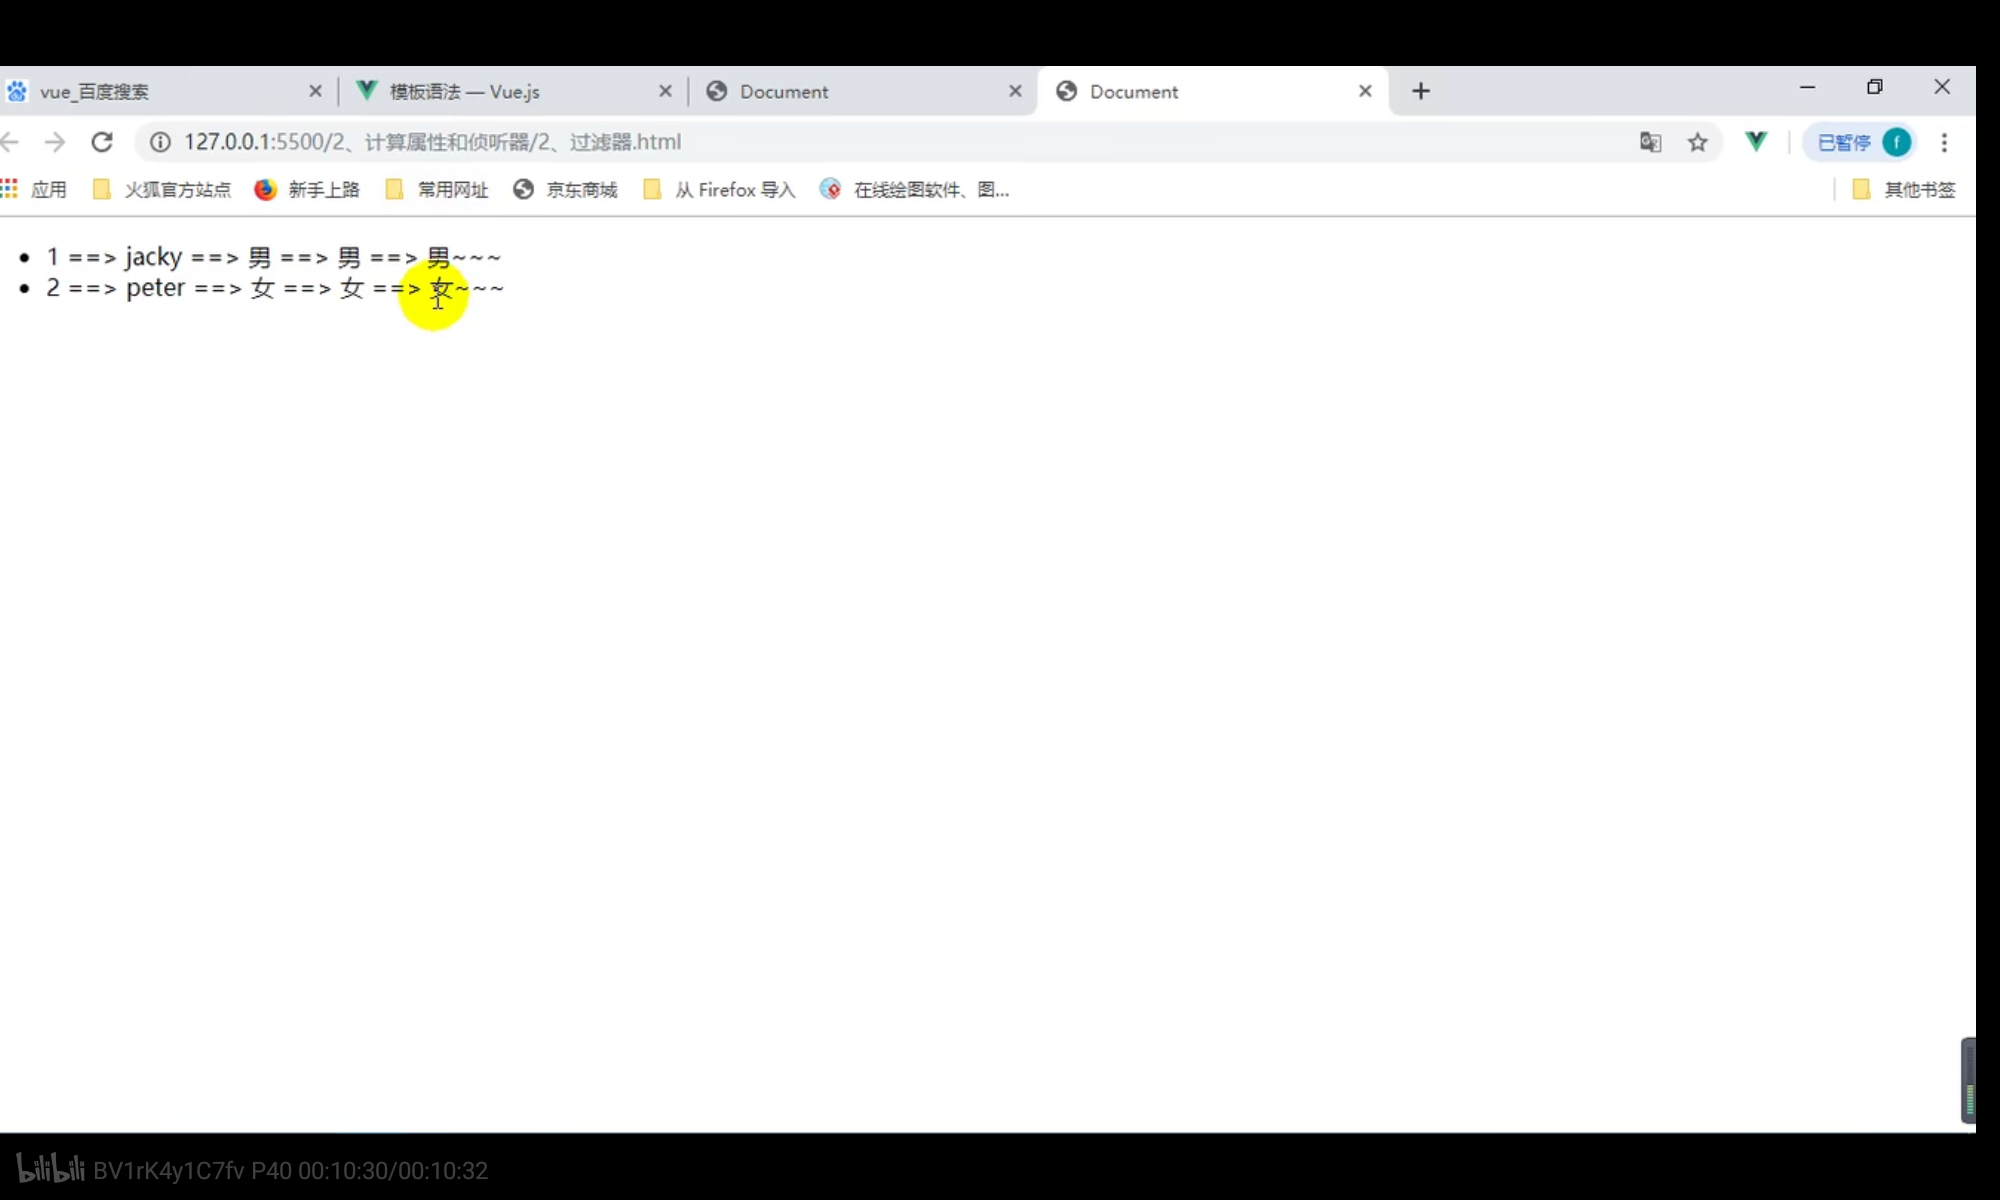 vue_百度搜索
模板语法 — Vue.js
Document
Document
127.0.0.1:5500/2、计算属性和侦听器/2、过滤器.html
已暂停 f
应用 火狐官方站点 新手上路 常用网址 京东商城 从 Firefox 导入 在线绘图软件、图... 其他书签
• 1 ==> jacky ==> 男 ==> 男 ==> 男~~~
• 2 ==> peter ==> 女 ==> 女 ==> 女~~~
bilibili BV1rK4y1C7fv P40 00:10:30/00:10:32